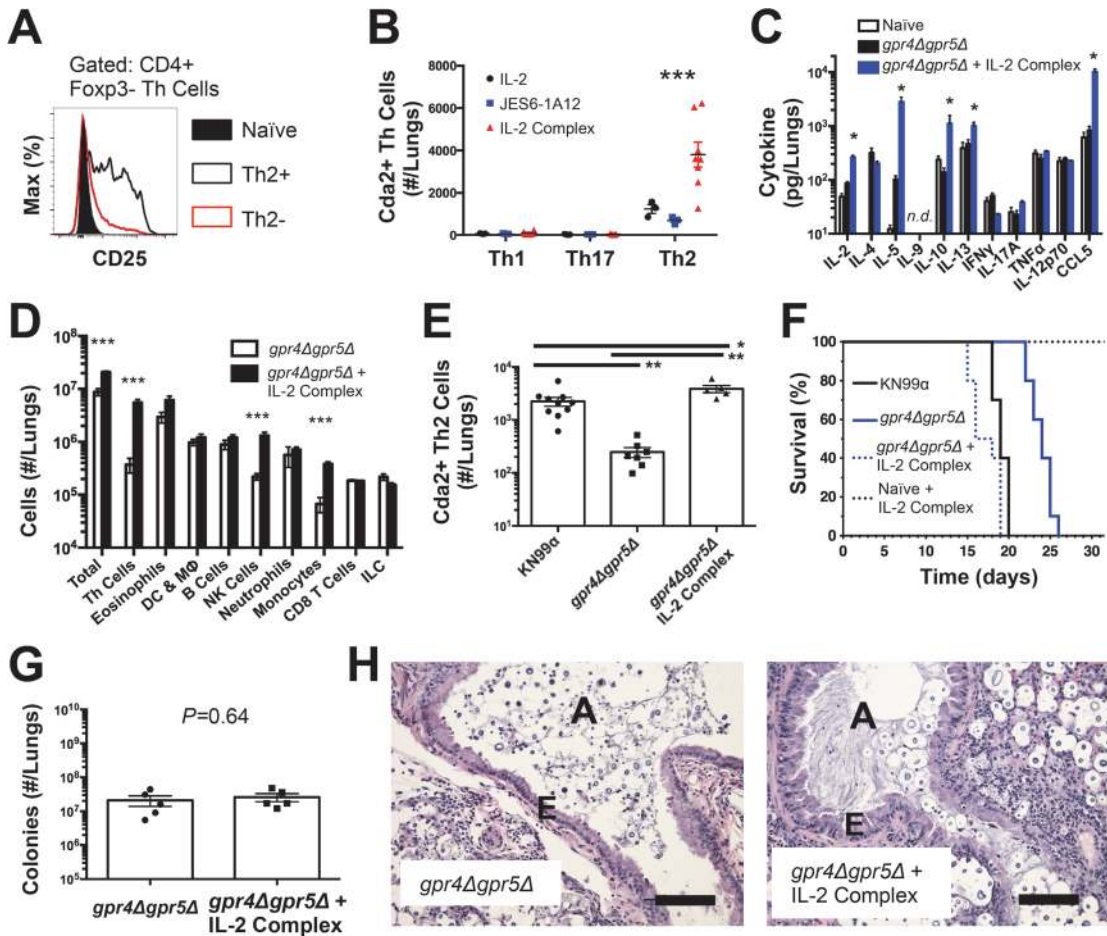 A
Gated: CD4+
Foxp3- Th Cells
Max (%)
CD25
Naïve
Th2+
Th2-
B
Cda2+ Th Cells
(#/Lungs)
8000
6000
4000
2000
0
IL-2
JES6-1A12
IL-2 Complex
***
Th1
Th17
Th2
C
Naïve
gpr4Δgpr5Δ
gpr4Δgpr5Δ + IL-2 Complex
Cytokine
(pg/Lungs)
10⁴
10³
10²
10¹
*
*
n.d.
*
*
*
IL-2
IL-4
IL-5
IL-9
IL-10
IL-13
IFNγ
IL-17A
TNFα
IL-12p70
CCL5
D
Cells (#/Lungs)
10⁸
10⁷
10⁶
10⁵
10⁴
gpr4Δgpr5Δ
gpr4Δgpr5Δ +
IL-2 Complex
***
***
***
***
Total
Th Cells
Eosinophils
DC & MΦ
B Cells
NK Cells
Neutrophils
Monocytes
CD8 T Cells
ILC
E
Cda2+ Th2 Cells
(#/Lungs)
10⁴
10³
10²
10¹
*
**
**
KN99α
gpr4Δgpr5Δ
gpr4Δgpr5Δ
IL-2 Complex
F
Survival (%)
100
80
60
40
20
0
KN99α
gpr4Δgpr5Δ
gpr4Δgpr5Δ +
IL-2 Complex
Naïve +
IL-2 Complex
0 5 10 15 20 25 30
Time (days)
G
Colonies (#/Lungs)
10¹⁰
10⁹
10⁸
10⁷
10⁶
10⁵
P=0.64
gpr4Δgpr5Δ
gpr4Δgpr5Δ +
IL-2 Complex
H
A
E
gpr4Δgpr5Δ
A
E
gpr4Δgpr5Δ +
IL-2 Complex